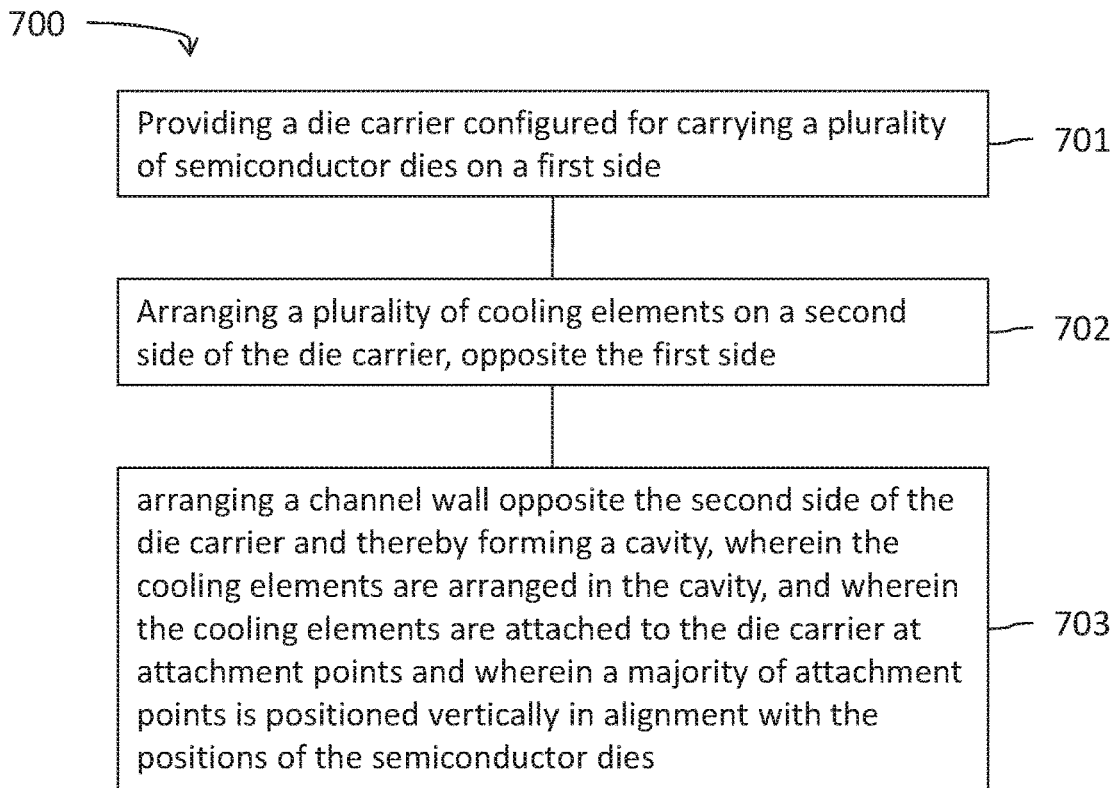 700
Providing a die carrier configured for carrying a plurality
of semiconductor dies on a first side
701
Arranging a plurality of cooling elements on a second
side of the die carrier, opposite the first side
702
arranging a channel wall opposite the second side of the
die carrier and thereby forming a cavity, wherein the
cooling elements are arranged in the cavity, and wherein
the cooling elements are attached to the die carrier at
attachment points and wherein a majority of attachment
points is positioned vertically in alignment with the
positions of the semiconductor dies
703